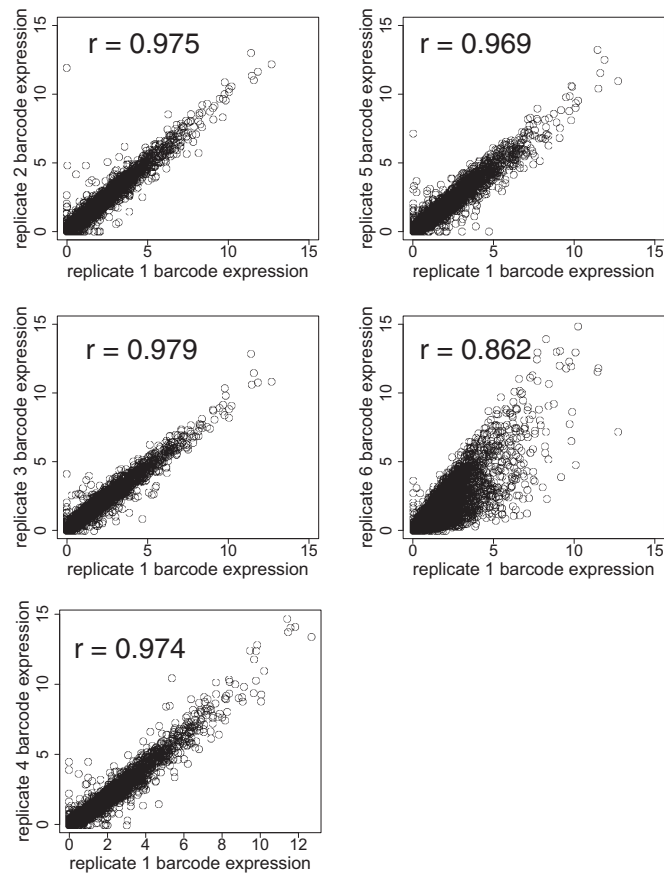 r = 0.975
replicate 2 barcode expression
0 5 10 15
0 5 10 15
replicate 1 barcode expression
r = 0.969
replicate 5 barcode expression
0 5 10 15
0 5 10 15
replicate 1 barcode expression
r = 0.979
replicate 3 barcode expression
0 5 10 15
0 5 10 15
replicate 1 barcode expression
r = 0.862
replicate 6 barcode expression
0 5 10 15
0 5 10 15
replicate 1 barcode expression
r = 0.974
replicate 4 barcode expression
0 5 10 15
0 2 4 6 8 10 12
replicate 1 barcode expression